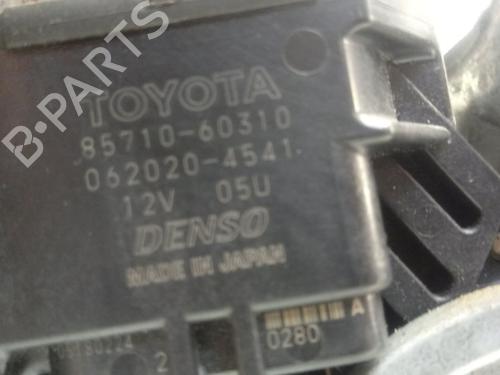 B-PARTS
TOYOTA
85710-60310
062020-4541
12V 05U
DENSO
MADE IN JAPAN
A
0280
2